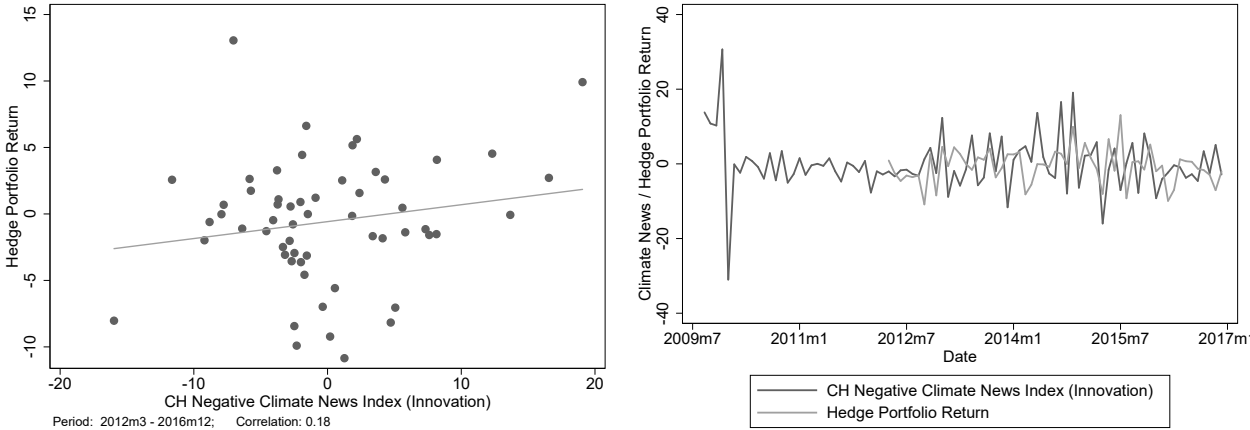 15
10
5
0
-5
-10
Hedge Portfolio Return
-20
-10
0
10
20
CH Negative Climate News Index (Innovation)
Period: 2012m3 - 2016m12; Correlation: 0.18
40
20
0
-20
-40
Climate News / Hedge Portfolio Return
2009m7
2011m1
2012m7
2014m1
2015m7
2017m1
Date
CH Negative Climate News Index (Innovation)
Hedge Portfolio Return